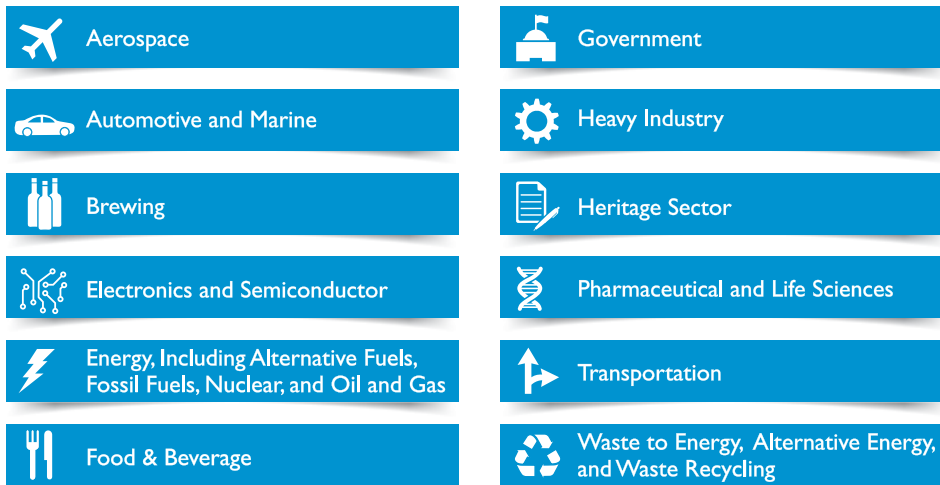 Aerospace
Automotive and Marine
Brewing
Electronics and Semiconductor
Energy, Including Alternative Fuels,
Fossil Fuels, Nuclear, and Oil and Gas
Food & Beverage
Government
Heavy Industry
Heritage Sector
Pharmaceutical and Life Sciences
Transportation
Waste to Energy, Alternative Energy,
and Waste Recycling